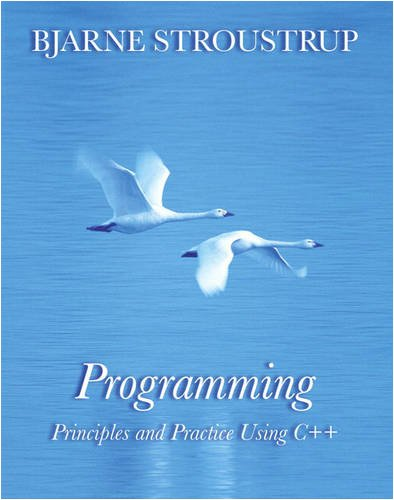 BJARNE STROUSTRUP
Programming
Principles and Practice Using C++